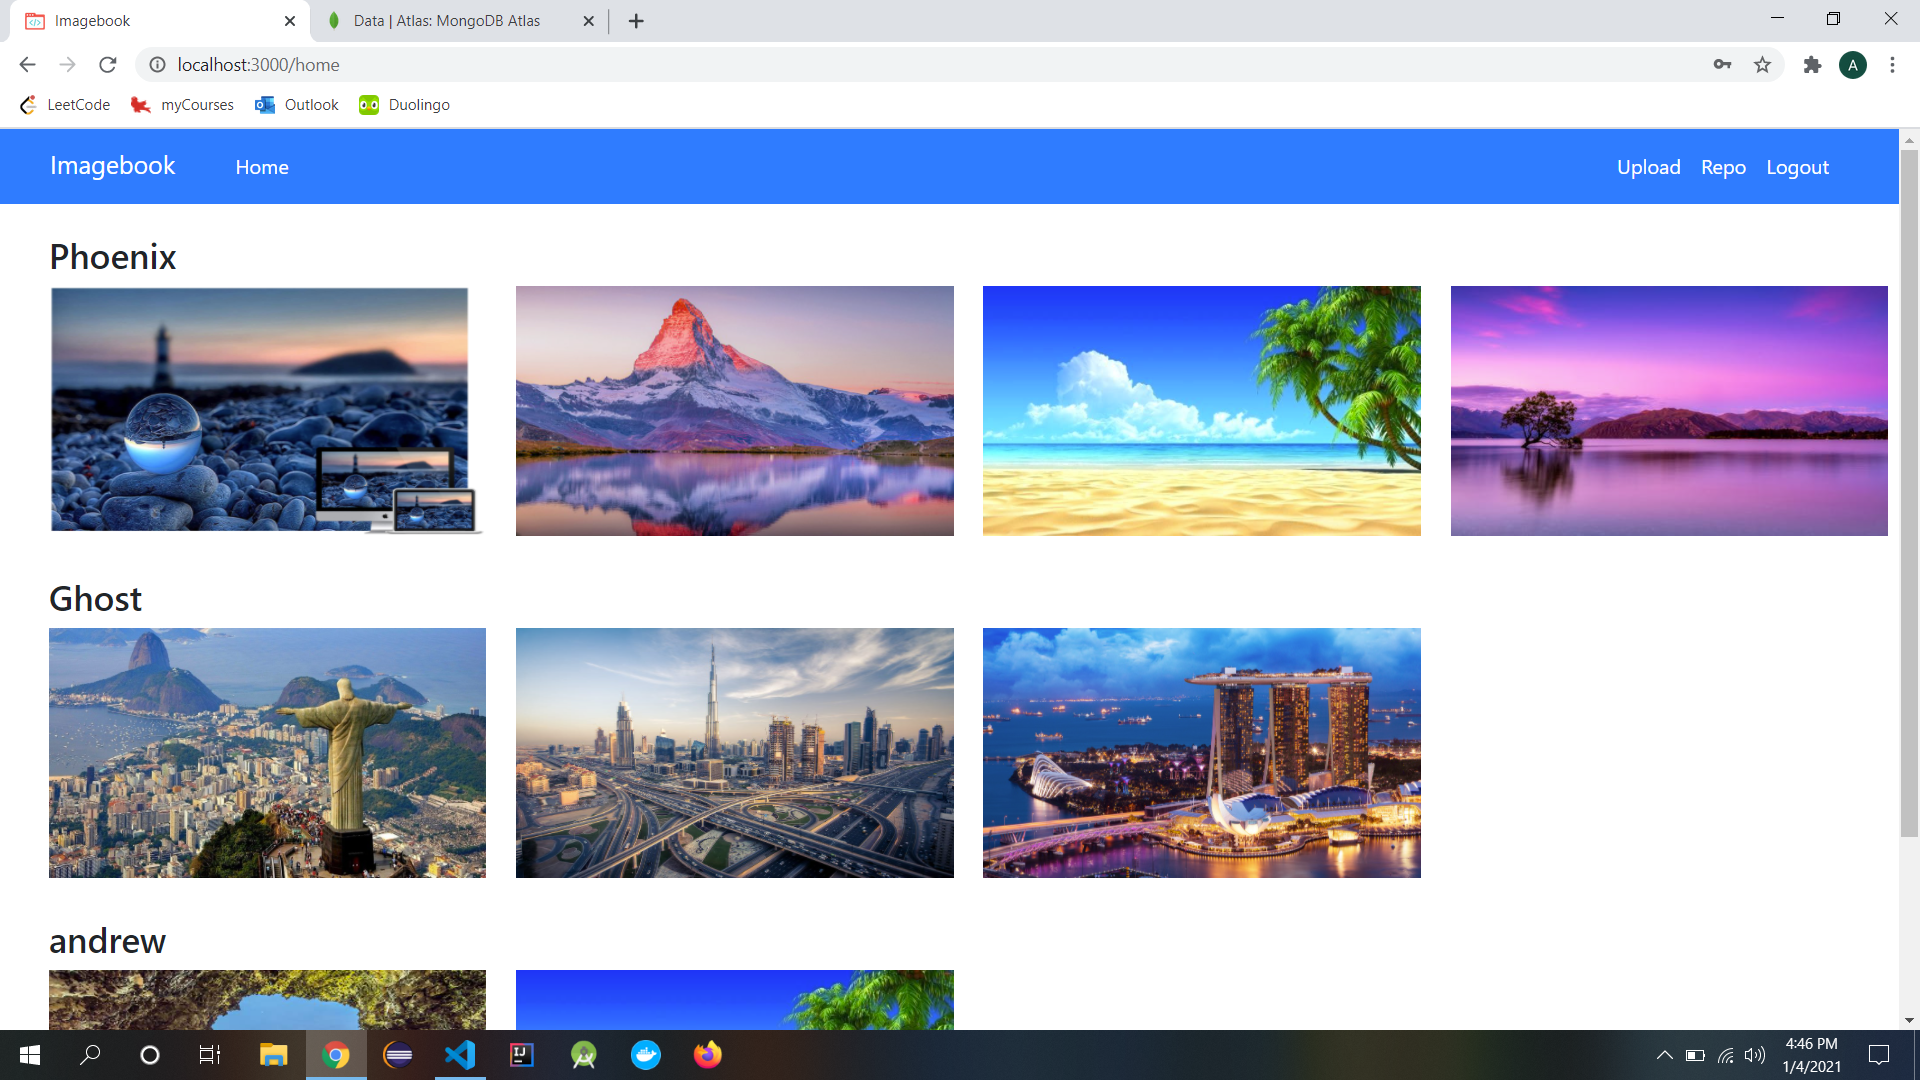 Imagebook
Data | Atlas: MongoDB Atlas
localhost:3000/home
A
LeetCode
myCourses
Outlook
Duolingo
Imagebook
Home
Upload
Repo
Logout
Phoenix
Ghost
andrew
IJ
4:46 PM
1/4/2021